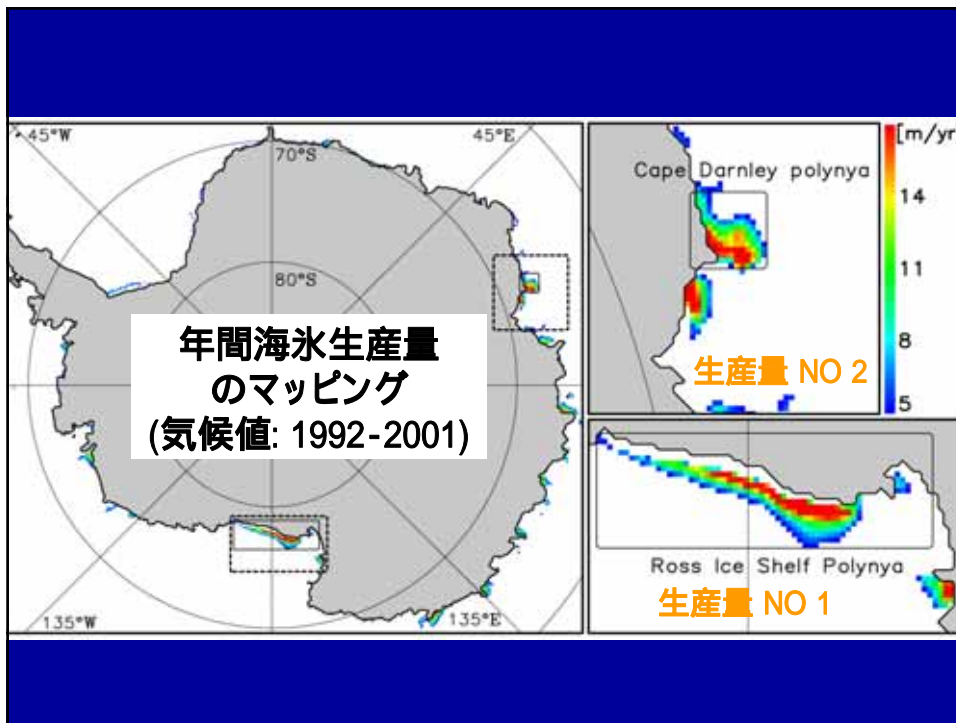 45°W
45°E
70°S
80°S
年間海氷生産量
のマッピング
(気候値: 1992-2001)
135°W
135°E
Cape Darnley polynya
生産量 NO 2
[m/yr
14
11
8
5
Ross Ice Shelf Polynya
生産量 NO 1